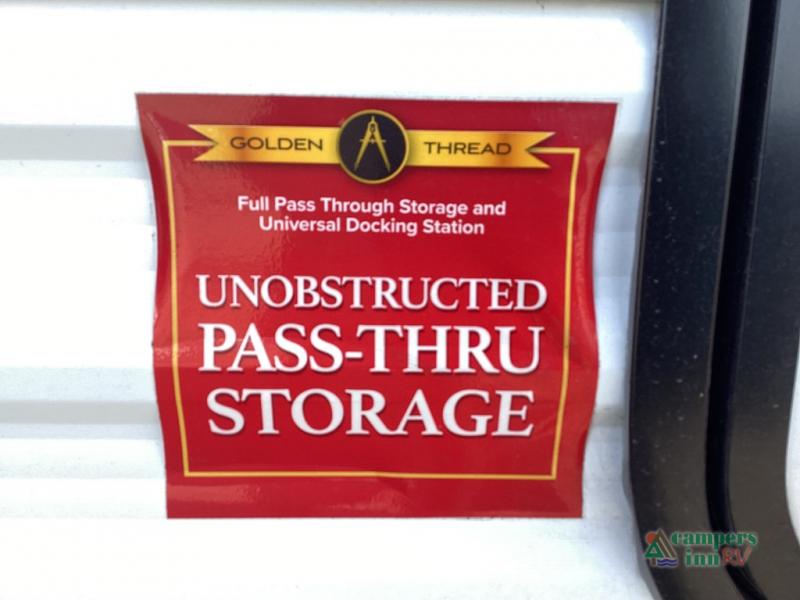 GOLDEN THREAD
Full Pass Through Storage and
Universal Docking Station
UNOBSTRUCTED
PASS-THRU
STORAGE
campers
inn RV